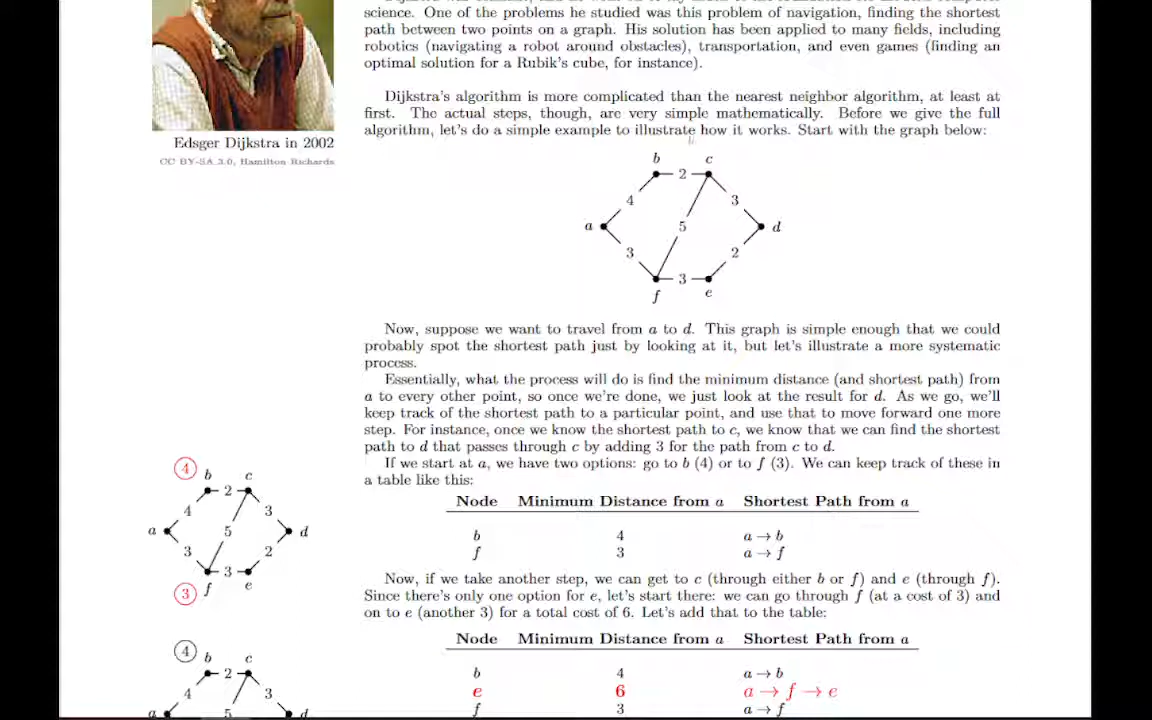 science. One of the problems he studied was this problem of navigation, finding the shortest
path between two points on a graph. His solution has been applied to many fields, including
robotics (navigating a robot around obstacles), transportation, and even games (finding an
optimal solution for a Rubik's cube, for instance).
Dijkstra's algorithm is more complicated than the nearest neighbor algorithm, at least at
first. The actual steps, though, are very simple mathematically. Before we give the full
algorithm, let's do a simple example to illustrate how it works. Start with the graph below:
Edsger Dijkstra in 2002
CC BY-SA 3.0, Hamilton Richards
b c
2
4 3
a 5 d
3 2
3
f e
Now, suppose we want to travel from a to d. This graph is simple enough that we could
probably spot the shortest path just by looking at it, but let's illustrate a more systematic
process.
Essentially, what the process will do is find the minimum distance (and shortest path) from
a to every other point, so once we're done, we just look at the result for d. As we go, we'll
keep track of the shortest path to a particular point, and use that to move forward one more
step. For instance, once we know the shortest path to c, we know that we can find the shortest
path to d that passes through c by adding 3 for the path from c to d.
If we start at a, we have two options: go to b (4) or to f (3). We can keep track of these in
a table like this:
④ b c
2
4 3
a 5 d
3 2
3
③ f e
Node Minimum Distance from a Shortest Path from a
b 4 a → b
f 3 a → f
Now, if we take another step, we can get to c (through either b or f) and e (through f).
Since there's only one option for e, let's start there: we can go through f (at a cost of 3) and
on to e (another 3) for a total cost of 6. Let's add that to the table:
Node Minimum Distance from a Shortest Path from a
b 4 a → b
e 6 a → f → e
f 3 a → f
④ b c
2
4 3
a 5 d